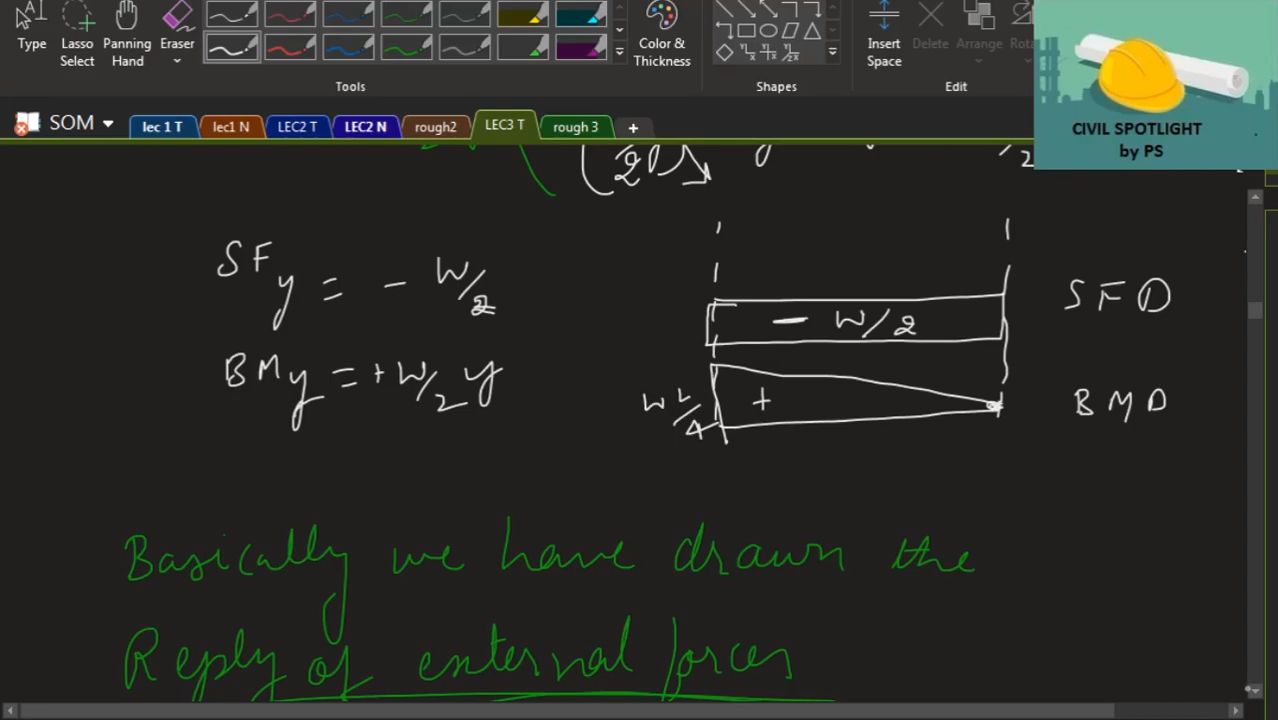 Type
Lasso
Select
Panning
Hand
Eraser
Color &
Thickness
Insert
Space
Delete
Arrange
Rota
Tools
Shapes
Edit
CIVIL SPOTLIGHT
by PS
SOM
lec 1 T
lec1 N
LEC2 T
LEC2 N
rough2
LEC3 T
rough 3
SFy = - W/2
- W/2
SFD
BMy = + W/2 y
WL/4
+
BMD
Basically we have drawn the
Reply of external forces